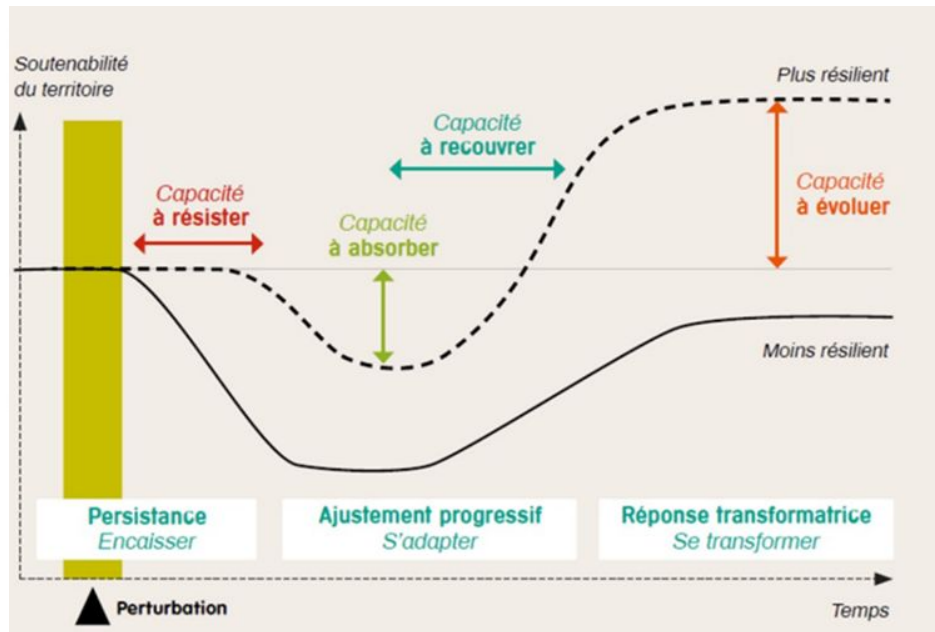 Soutenabilité
du territoire
Plus résilient
Capacité
à recouvrer
Capacité
à résister
Capacité
à absorber
Capacité
à évoluer
Moins résilient
Persistance
Encaisser
Ajustement progressif
S'adapter
Réponse transformatrice
Se transformer
Perturbation
Temps